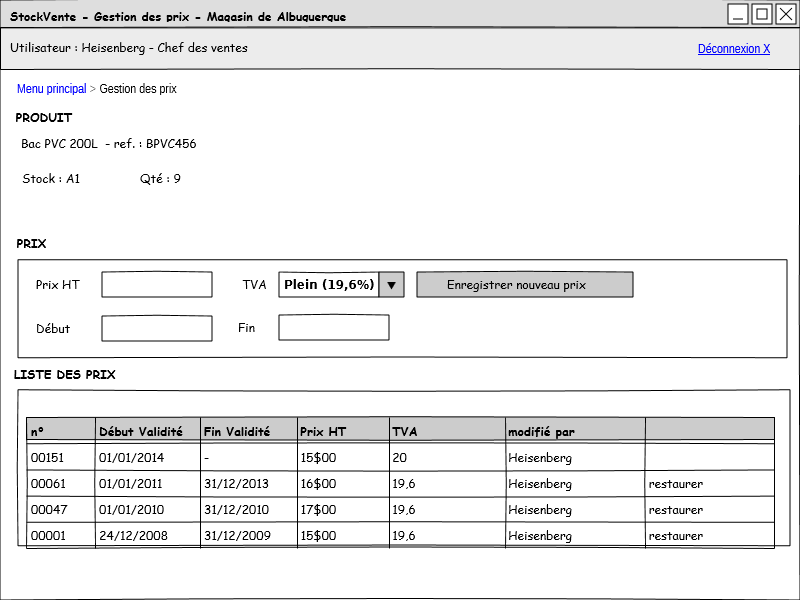 StockVente - Gestion des prix - Magasin de Albuquerque
Utilisateur : Heisenberg - Chef des ventes Déconnexion X
Menu principal > Gestion des prix
PRODUIT
Bac PVC 200L - ref. : BPVC456
Stock : A1 Qté : 9
PRIX
Prix HT TVA Plein (19,6%) ▼ Enregistrer nouveau prix
Début Fin
LISTE DES PRIX
n° Début Validité Fin Validité Prix HT TVA modifié par
00151 01/01/2014 - 15$00 20 Heisenberg
00061 01/01/2011 31/12/2013 16$00 19,6 Heisenberg restaurer
00047 01/01/2010 31/12/2010 17$00 19,6 Heisenberg restaurer
00001 24/12/2008 31/12/2009 15$00 19,6 Heisenberg restaurer